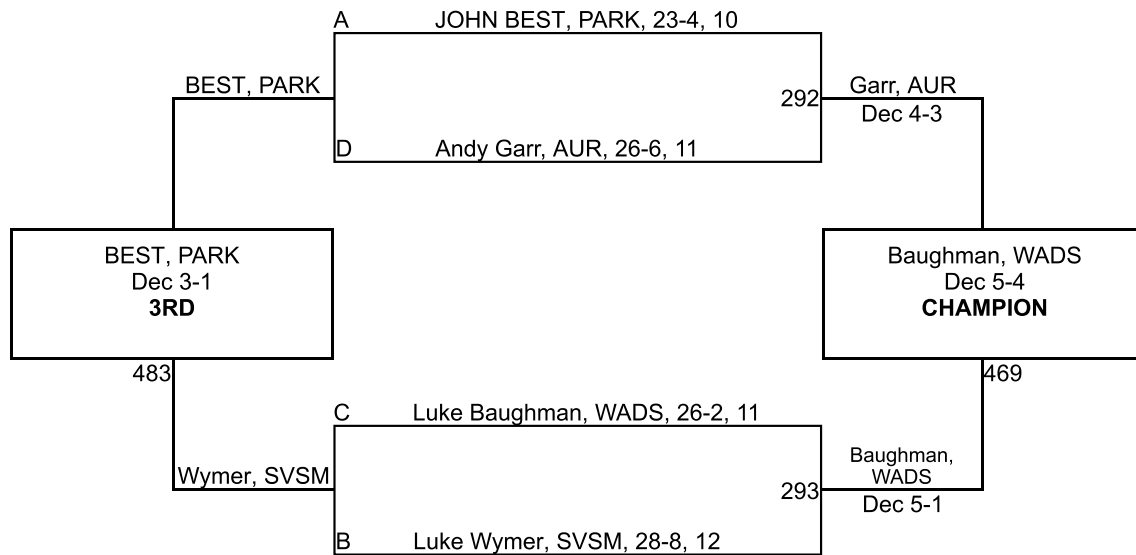 A JOHN BEST, PARK, 23-4, 10
BEST, PARK
292
Garr, AUR
Dec 4-3
D Andy Garr, AUR, 26-6, 11
BEST, PARK
Dec 3-1
3RD
483
Baughman, WADS
Dec 5-4
CHAMPION
469
C Luke Baughman, WADS, 26-2, 11
Wymer, SVSM
293
Baughman,
WADS
Dec 5-1
B Luke Wymer, SVSM, 28-8, 12